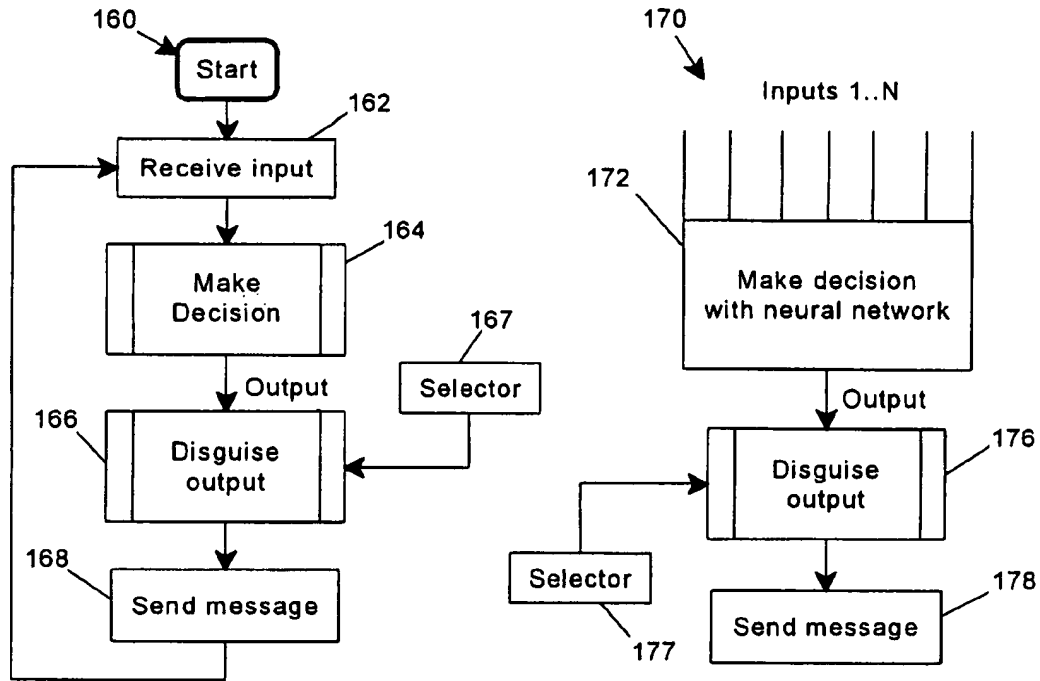 160
Start
162
Receive input
164
Make
Decision
167
Selector
Output
166
Disguise
output
168
Send message
170
Inputs 1..N
172
Make decision
with neural network
Output
176
Disguise
output
Selector
177
178
Send message